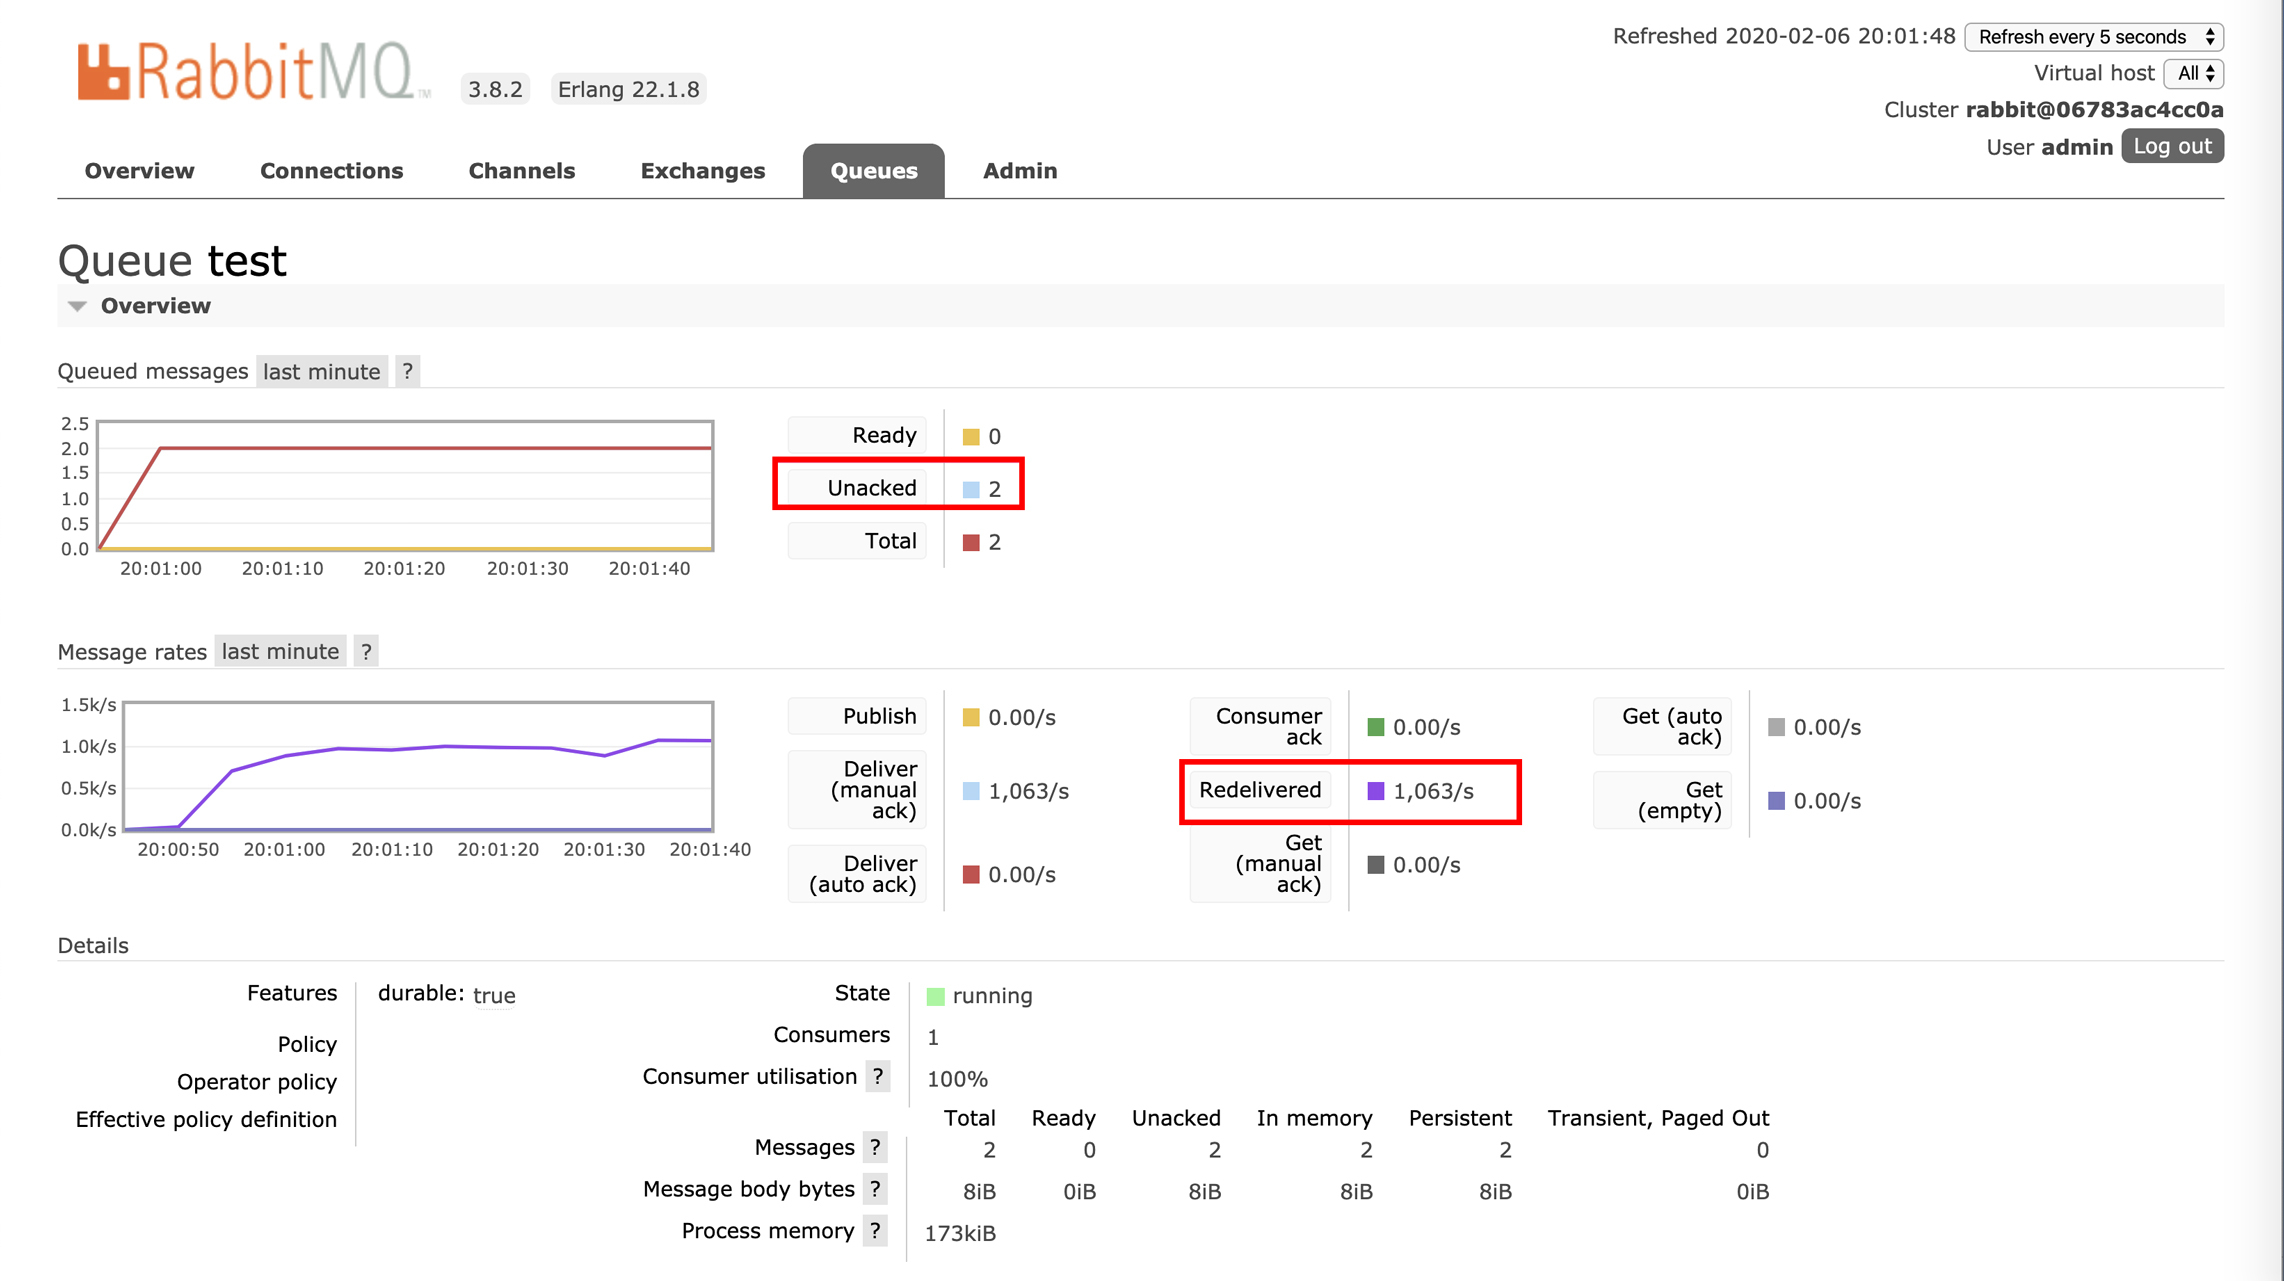 RabbitMQ TM 3.8.2 Erlang 22.1.8
Refreshed 2020-02-06 20:01:48 Refresh every 5 seconds
Virtual host All
Cluster rabbit@06783ac4cc0a
User admin Log out
Overview Connections Channels Exchanges Queues Admin
Queue test
Overview
Queued messages last minute ?
2.5
2.0
1.5
1.0
0.5
0.0
20:01:00 20:01:10 20:01:20 20:01:30 20:01:40
Ready 0
Unacked 2
Total 2
Message rates last minute ?
1.5k/s
1.0k/s
0.5k/s
0.0k/s
20:00:50 20:01:00 20:01:10 20:01:20 20:01:30 20:01:40
Publish 0.00/s
Deliver
(manual 1,063/s
ack)
Deliver
(auto ack) 0.00/s
Consumer
ack 0.00/s
Redelivered 1,063/s
Get
(manual 0.00/s
ack)
Get (auto
ack) 0.00/s
Get
(empty) 0.00/s
Details
Features durable: true
Policy
Operator policy
Effective policy definition
State running
Consumers 1
Consumer utilisation ? 100%
Total Ready Unacked In memory Persistent Transient, Paged Out
Messages ? 2 0 2 2 2 0
Message body bytes ? 8iB 0iB 8iB 8iB 8iB 0iB
Process memory ? 173kiB